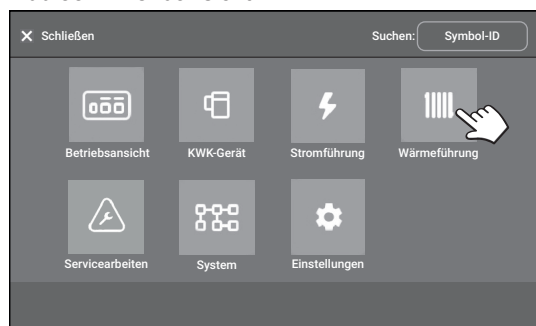 Schließen
Suchen:
Symbol-ID
Betriebsansicht
KWK-Gerät
Stromführung
Wärmeführung
Servicearbeiten
System
Einstellungen